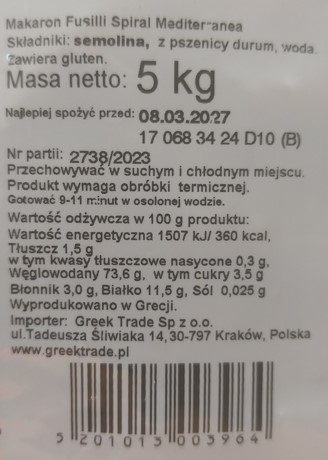 Makaron Fusilli Spiral Mediterranea
Składniki: semolina, z pszenicy durum, woda
Zawiera gluten.
Masa netto: 5 kg
Najlepiej spożyć przed: 08.03.2027
17 068 34 24 D10 (B)
Nr partii: 2738/2023
Przechowywać w suchym i chłodnym miejscu.
Produkt wymaga obróbki termicznej.
Gotować 9-11 minut w osolonej wodzie.
Wartość odżywcza w 100 g produktu:
Wartość energetyczna 1507 kJ/ 360 kcal,
Tłuszcz 1,5 g
w tym kwasy tłuszczowe nasycone 0,3 g,
Węglowodany 73,6 g, w tym cukry 3,5 g
Błonnik 3,0 g, Białko 11,5 g, Sól 0,025 g
Wyprodukowano w Grecji.
Importer: Greek Trade Sp z o.o.
ul.Tadeusza Śliwiaka 14, 30-797 Kraków, Polska
www.greektrade.pl
5 201013 003964